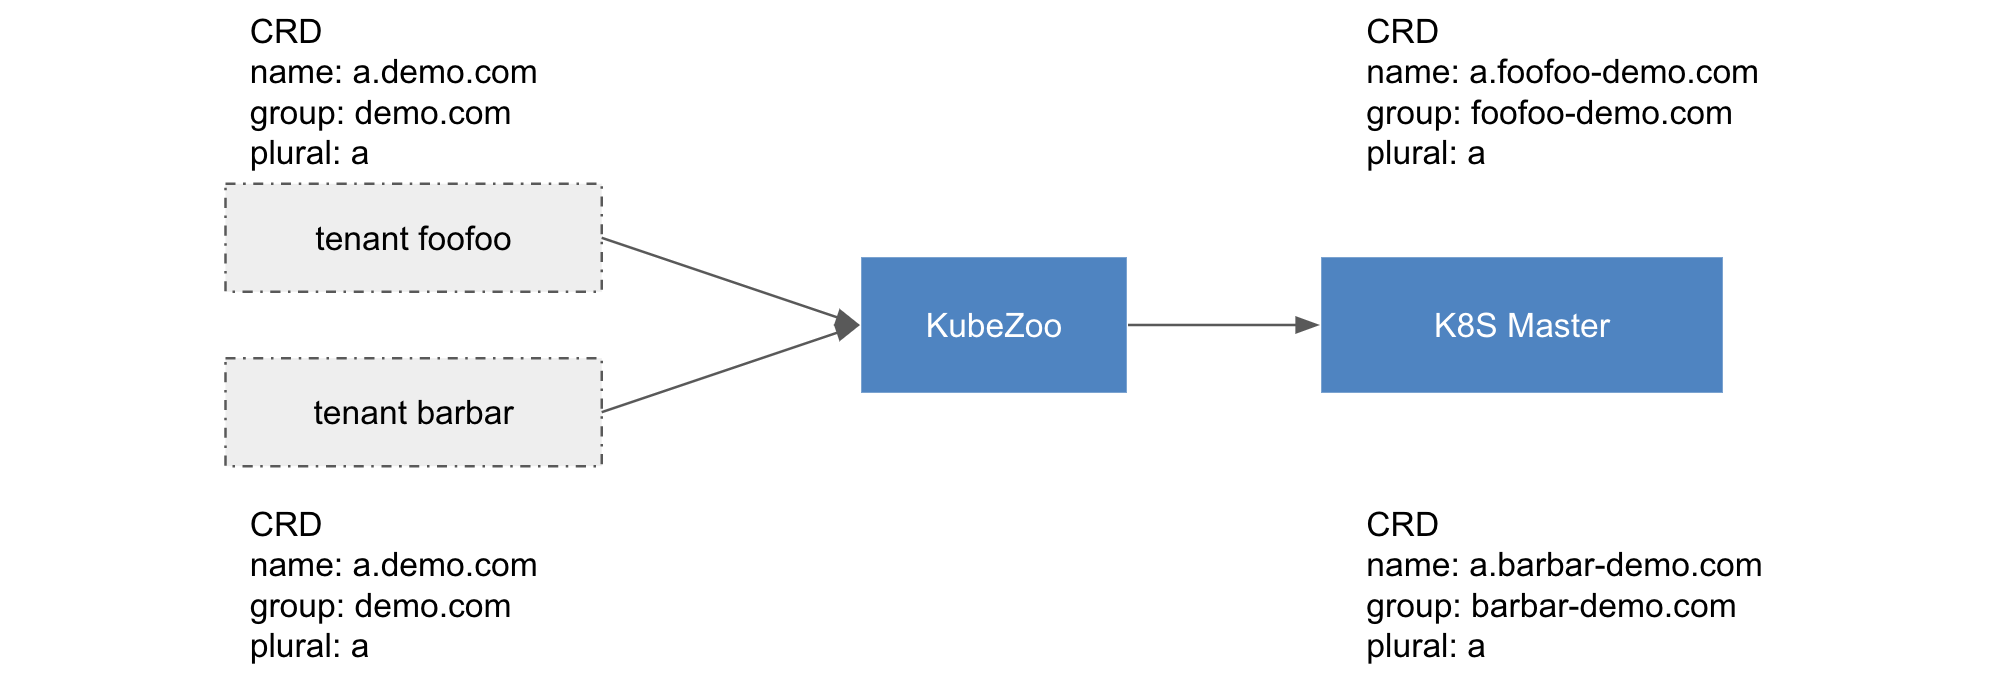 CRD
name: a.demo.com
group: demo.com
plural: a
tenant foofoo
tenant barbar
CRD
name: a.demo.com
group: demo.com
plural: a
KubeZoo
K8S Master
CRD
name: a.foofoo-demo.com
group: foofoo-demo.com
plural: a
CRD
name: a.barbar-demo.com
group: barbar-demo.com
plural: a